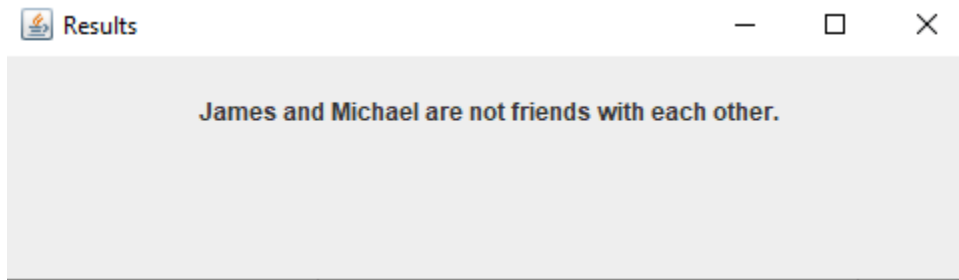 Results
James and Michael are not friends with each other.